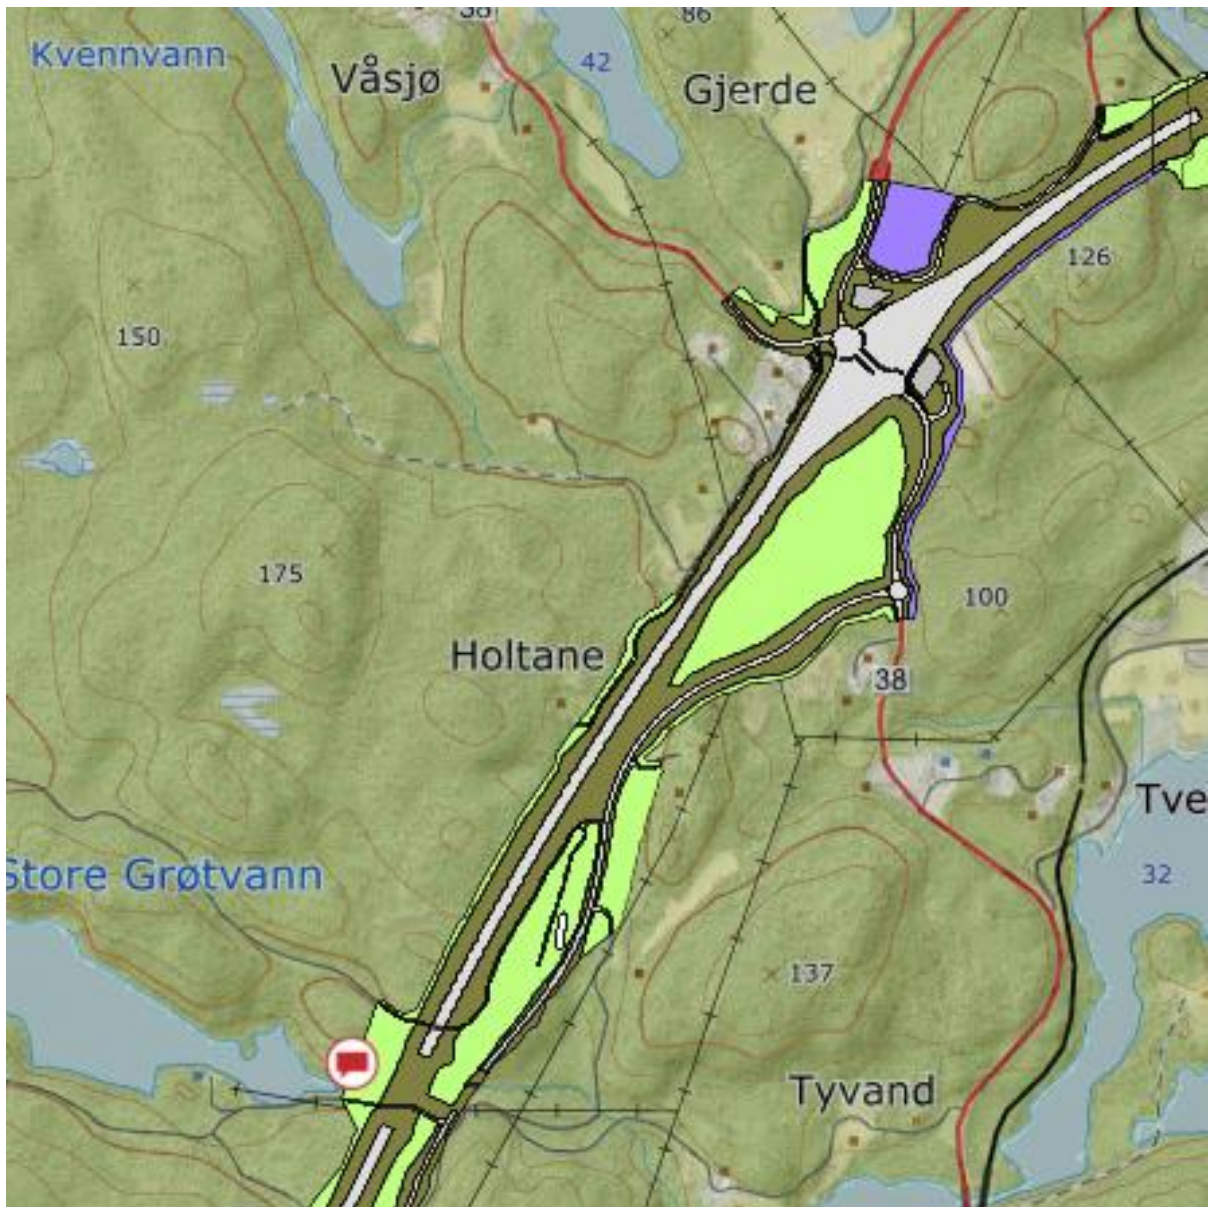 38
86
Kvennvann
Våsjø
42
Gjerde
126
150
175
100
Holtane
38
Tve
Store Grøtvann
32
137
Tyvand